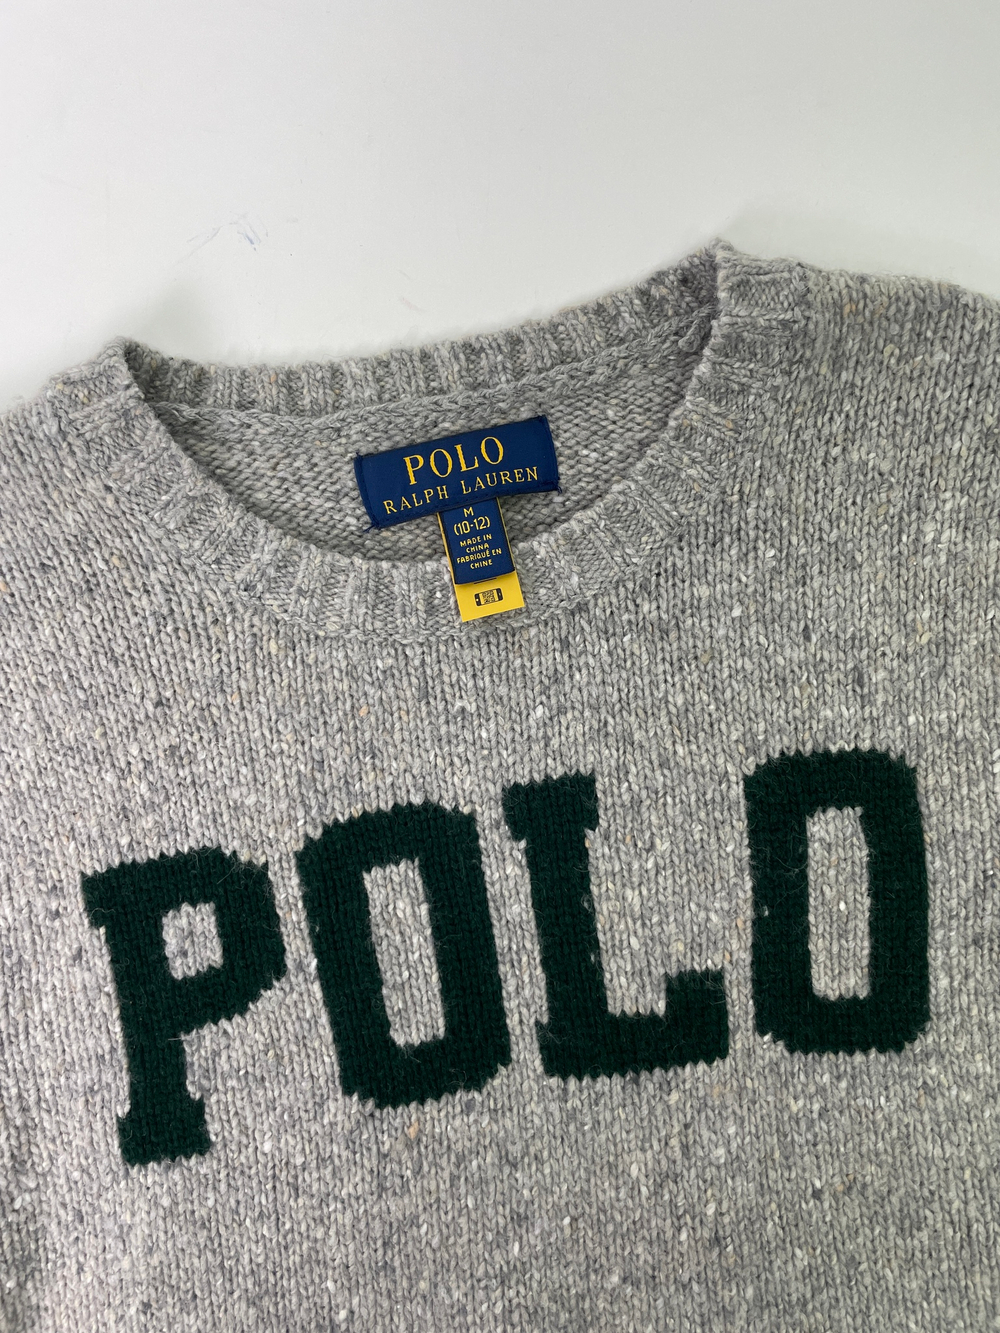 POLO
RALPH LAUREN
M
(10-12)
MADE IN
CHINA
FABRIQUÉ EN
CHINE
POLO